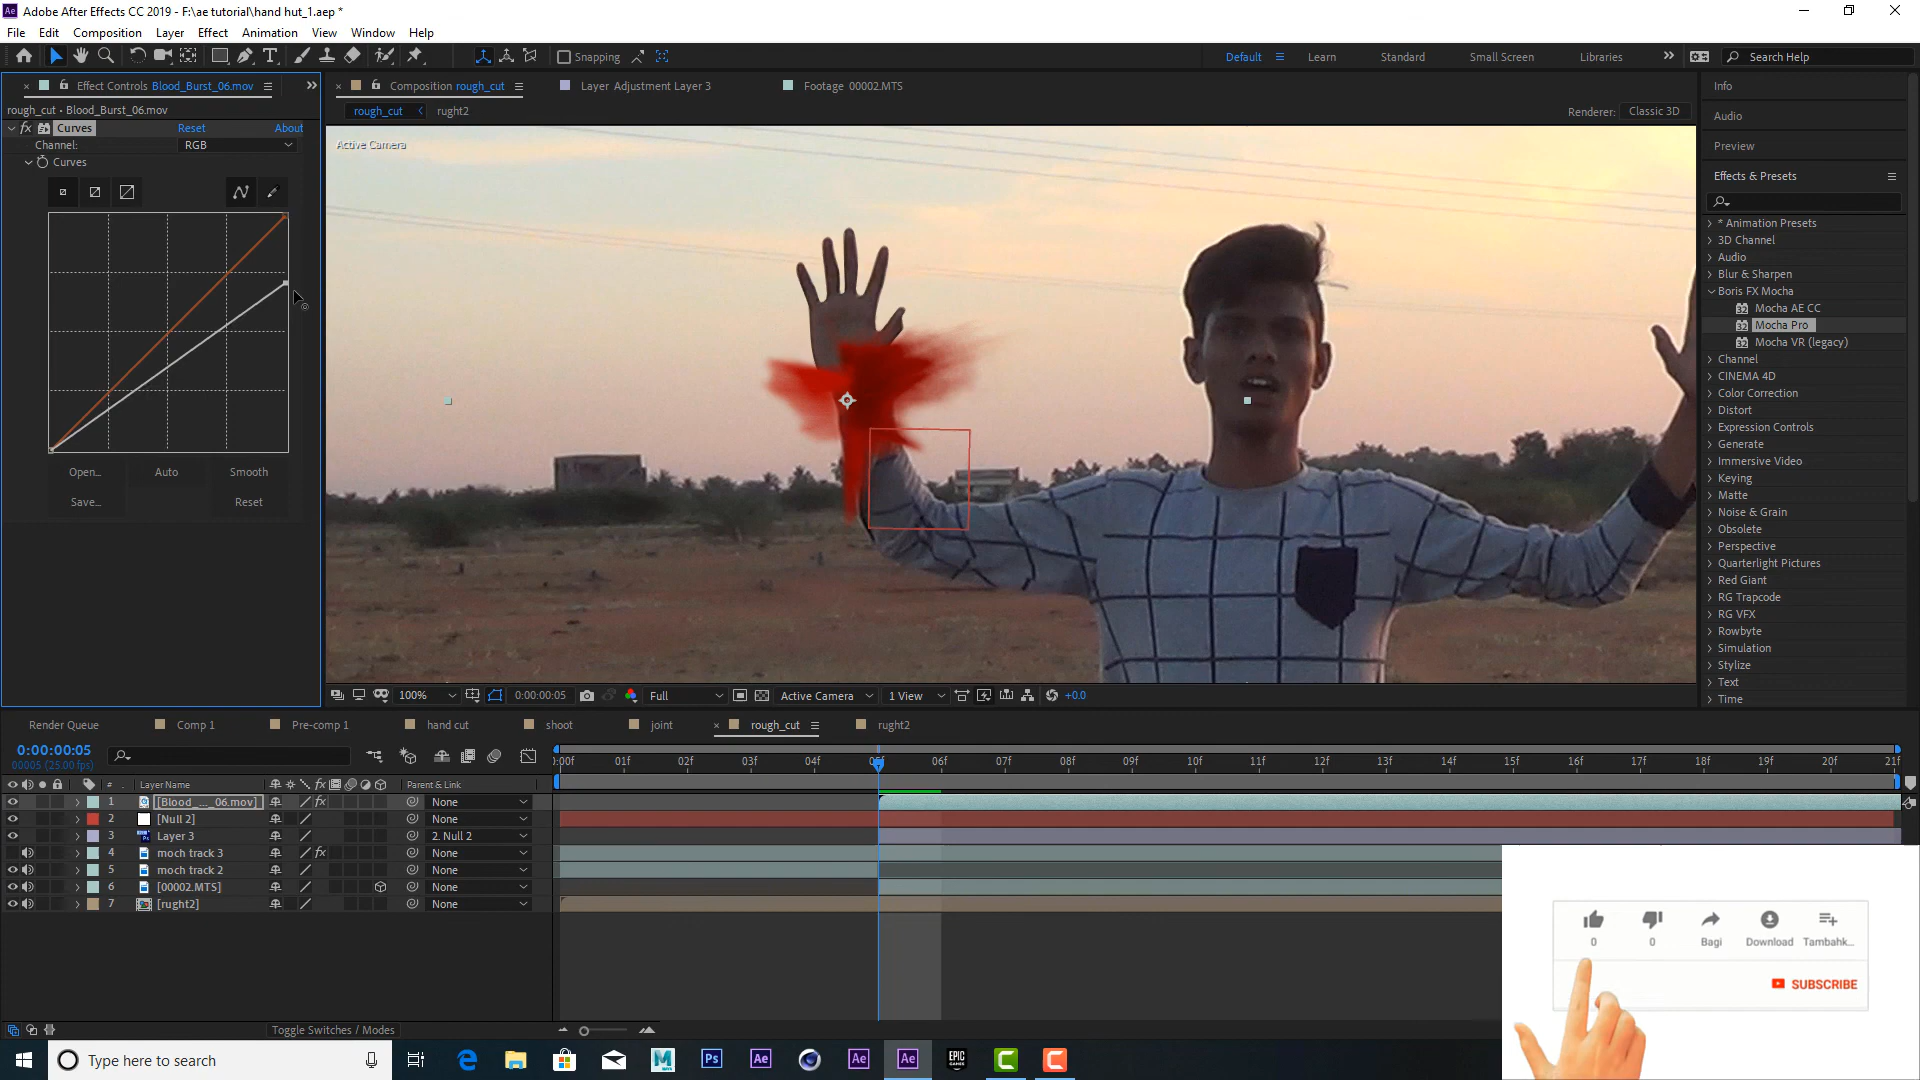 Adobe After Effects CC 2019 - F:\ae tutorial\hand hut_1.aep *
File Edit Composition Layer Effect Animation View Window Help
Snapping
Default Learn Standard Small Screen Libraries Search Help
Effect Controls Blood_Burst_06.mov
Composition rough_cut
Layer Adjustment Layer 3
Footage 00002.MTS
rough_cut • Blood_Burst_06.mov
rough_cut rught2
Renderer: Classic 3D
fx Curves Reset About
Channel: RGB
Curves
Open... Auto Smooth
Save... Reset
Active Camera
100% 0:00:00:05 Full Active Camera 1 View +0.0
Info
Audio
Preview
Effects & Presets
* Animation Presets
3D Channel
Audio
Blur & Sharpen
Boris FX Mocha
Mocha AE CC
Mocha Pro
Mocha VR (legacy)
Channel
CINEMA 4D
Color Correction
Distort
Expression Controls
Generate
Immersive Video
Keying
Matte
Noise & Grain
Obsolete
Perspective
Quarterlight Pictures
Red Giant
RG Trapcode
RG VFX
Rowbyte
Simulation
Stylize
Text
Time
Render Queue Comp 1 Pre-comp 1 hand cut shoot joint rough_cut rught2
0:00:00:05
00005 (25.00 fps)
# Layer Name Parent & Link
1 [Blood_..._06.mov] None
2 [Null 2] None
3 Layer 3 2. Null 2
4 moch track 3 None
5 moch track 2 None
6 [00002.MTS] None
7 [rught2] None
):00f 01f 02f 03f 04f 05f 06f 07f 08f 09f 10f 11f 12f 13f 14f 15f 16f 17f 18f 19f 20f 21f
Toggle Switches / Modes
0 0 Bagi Download Tambahk...
SUBSCRIBE
Type here to search
Ps Ae Ae Ae EPIC GAMES